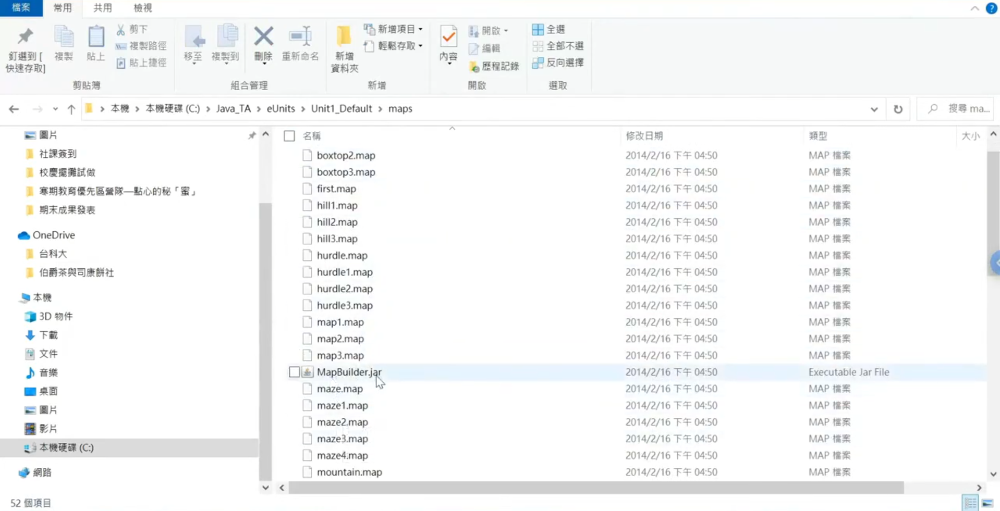 檔案 常用 共用 檢視
剪下 新增項目 開啟 全選
複製路徑 輕鬆存取 編輯 全部不選
釘選到 [ 複製 貼上 移至 複製到 刪除 重新命名 新增 內容
快速存取] 貼上捷徑 資料夾 歷程記錄 反向選擇
剪貼簿 組合管理 新增 開啟 選取
本機 本機硬碟 (C:) Java_TA eUnits Unit1_Default maps 搜尋 ma...
圖片
社課簽到
校慶擺攤試做
寒期教育優先區營隊—點心的秘「蜜」
期末成果發表
OneDrive
台科大
伯爵茶與司康餅社
本機
3D 物件
下載
文件
音樂
桌面
圖片
影片
本機硬碟 (C:)
網路
名稱 修改日期 類型 大小
boxtop2.map 2014/2/16 下午 04:50 MAP 檔案
boxtop3.map 2014/2/16 下午 04:50 MAP 檔案
first.map 2014/2/16 下午 04:50 MAP 檔案
hill1.map 2014/2/16 下午 04:50 MAP 檔案
hill2.map 2014/2/16 下午 04:50 MAP 檔案
hill3.map 2014/2/16 下午 04:50 MAP 檔案
hurdle.map 2014/2/16 下午 04:50 MAP 檔案
hurdle1.map 2014/2/16 下午 04:50 MAP 檔案
hurdle2.map 2014/2/16 下午 04:50 MAP 檔案
hurdle3.map 2014/2/16 下午 04:50 MAP 檔案
map1.map 2014/2/16 下午 04:50 MAP 檔案
map2.map 2014/2/16 下午 04:50 MAP 檔案
map3.map 2014/2/16 下午 04:50 MAP 檔案
MapBuilder.jar 2014/2/16 下午 04:50 Executable Jar File
maze.map 2014/2/16 下午 04:50 MAP 檔案
maze1.map 2014/2/16 下午 04:50 MAP 檔案
maze2.map 2014/2/16 下午 04:50 MAP 檔案
maze3.map 2014/2/16 下午 04:50 MAP 檔案
maze4.map 2014/2/16 下午 04:50 MAP 檔案
mountain.map 2014/2/16 下午 04:50 MAP 檔案
52 個項目